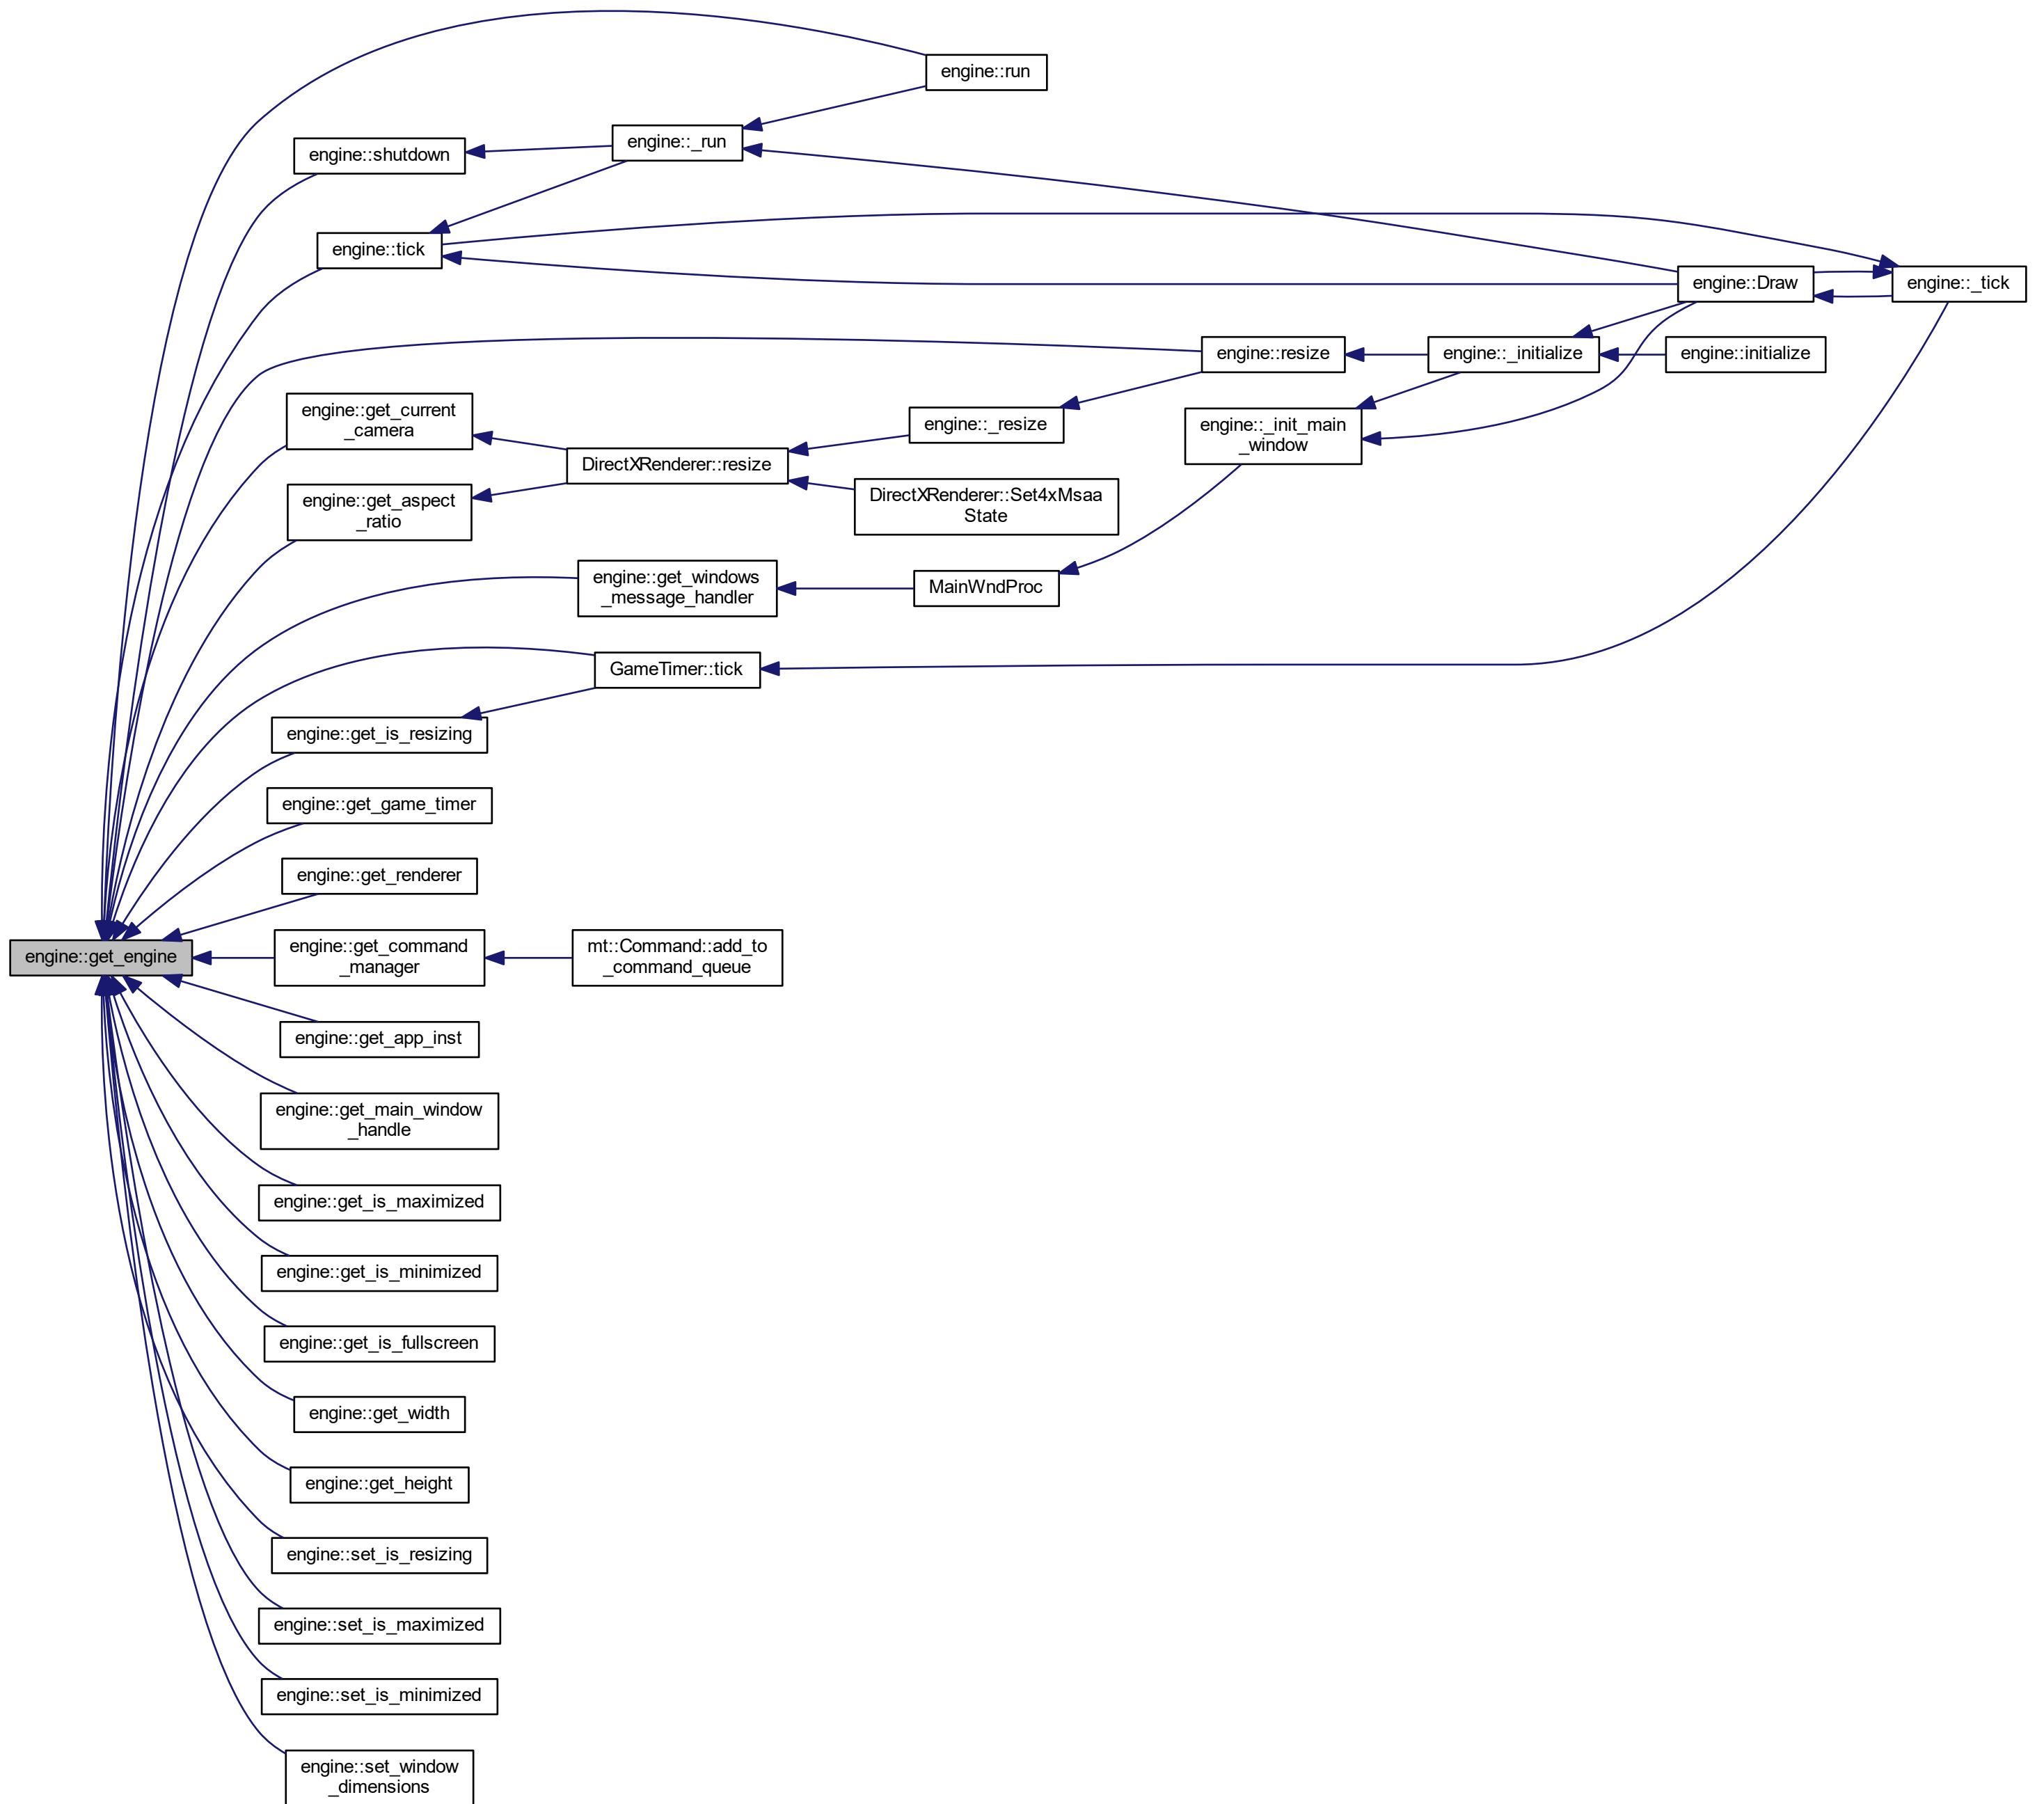 engine::run
engine::_run
engine::shutdown
engine::tick
engine::Draw
engine::_tick
engine::resize
engine::_initialize
engine::initialize
engine::get_current
_camera
engine::_resize
engine::_init_main
_window
DirectXRenderer::resize
engine::get_aspect
_ratio
DirectXRenderer::Set4xMsaa
State
engine::get_windows
_message_handler
MainWndProc
GameTimer::tick
engine::get_is_resizing
engine::get_game_timer
engine::get_renderer
engine::get_engine
engine::get_command
_manager
mt::Command::add_to
_command_queue
engine::get_app_inst
engine::get_main_window
_handle
engine::get_is_maximized
engine::get_is_minimized
engine::get_is_fullscreen
engine::get_width
engine::get_height
engine::set_is_resizing
engine::set_is_maximized
engine::set_is_minimized
engine::set_window
_dimensions